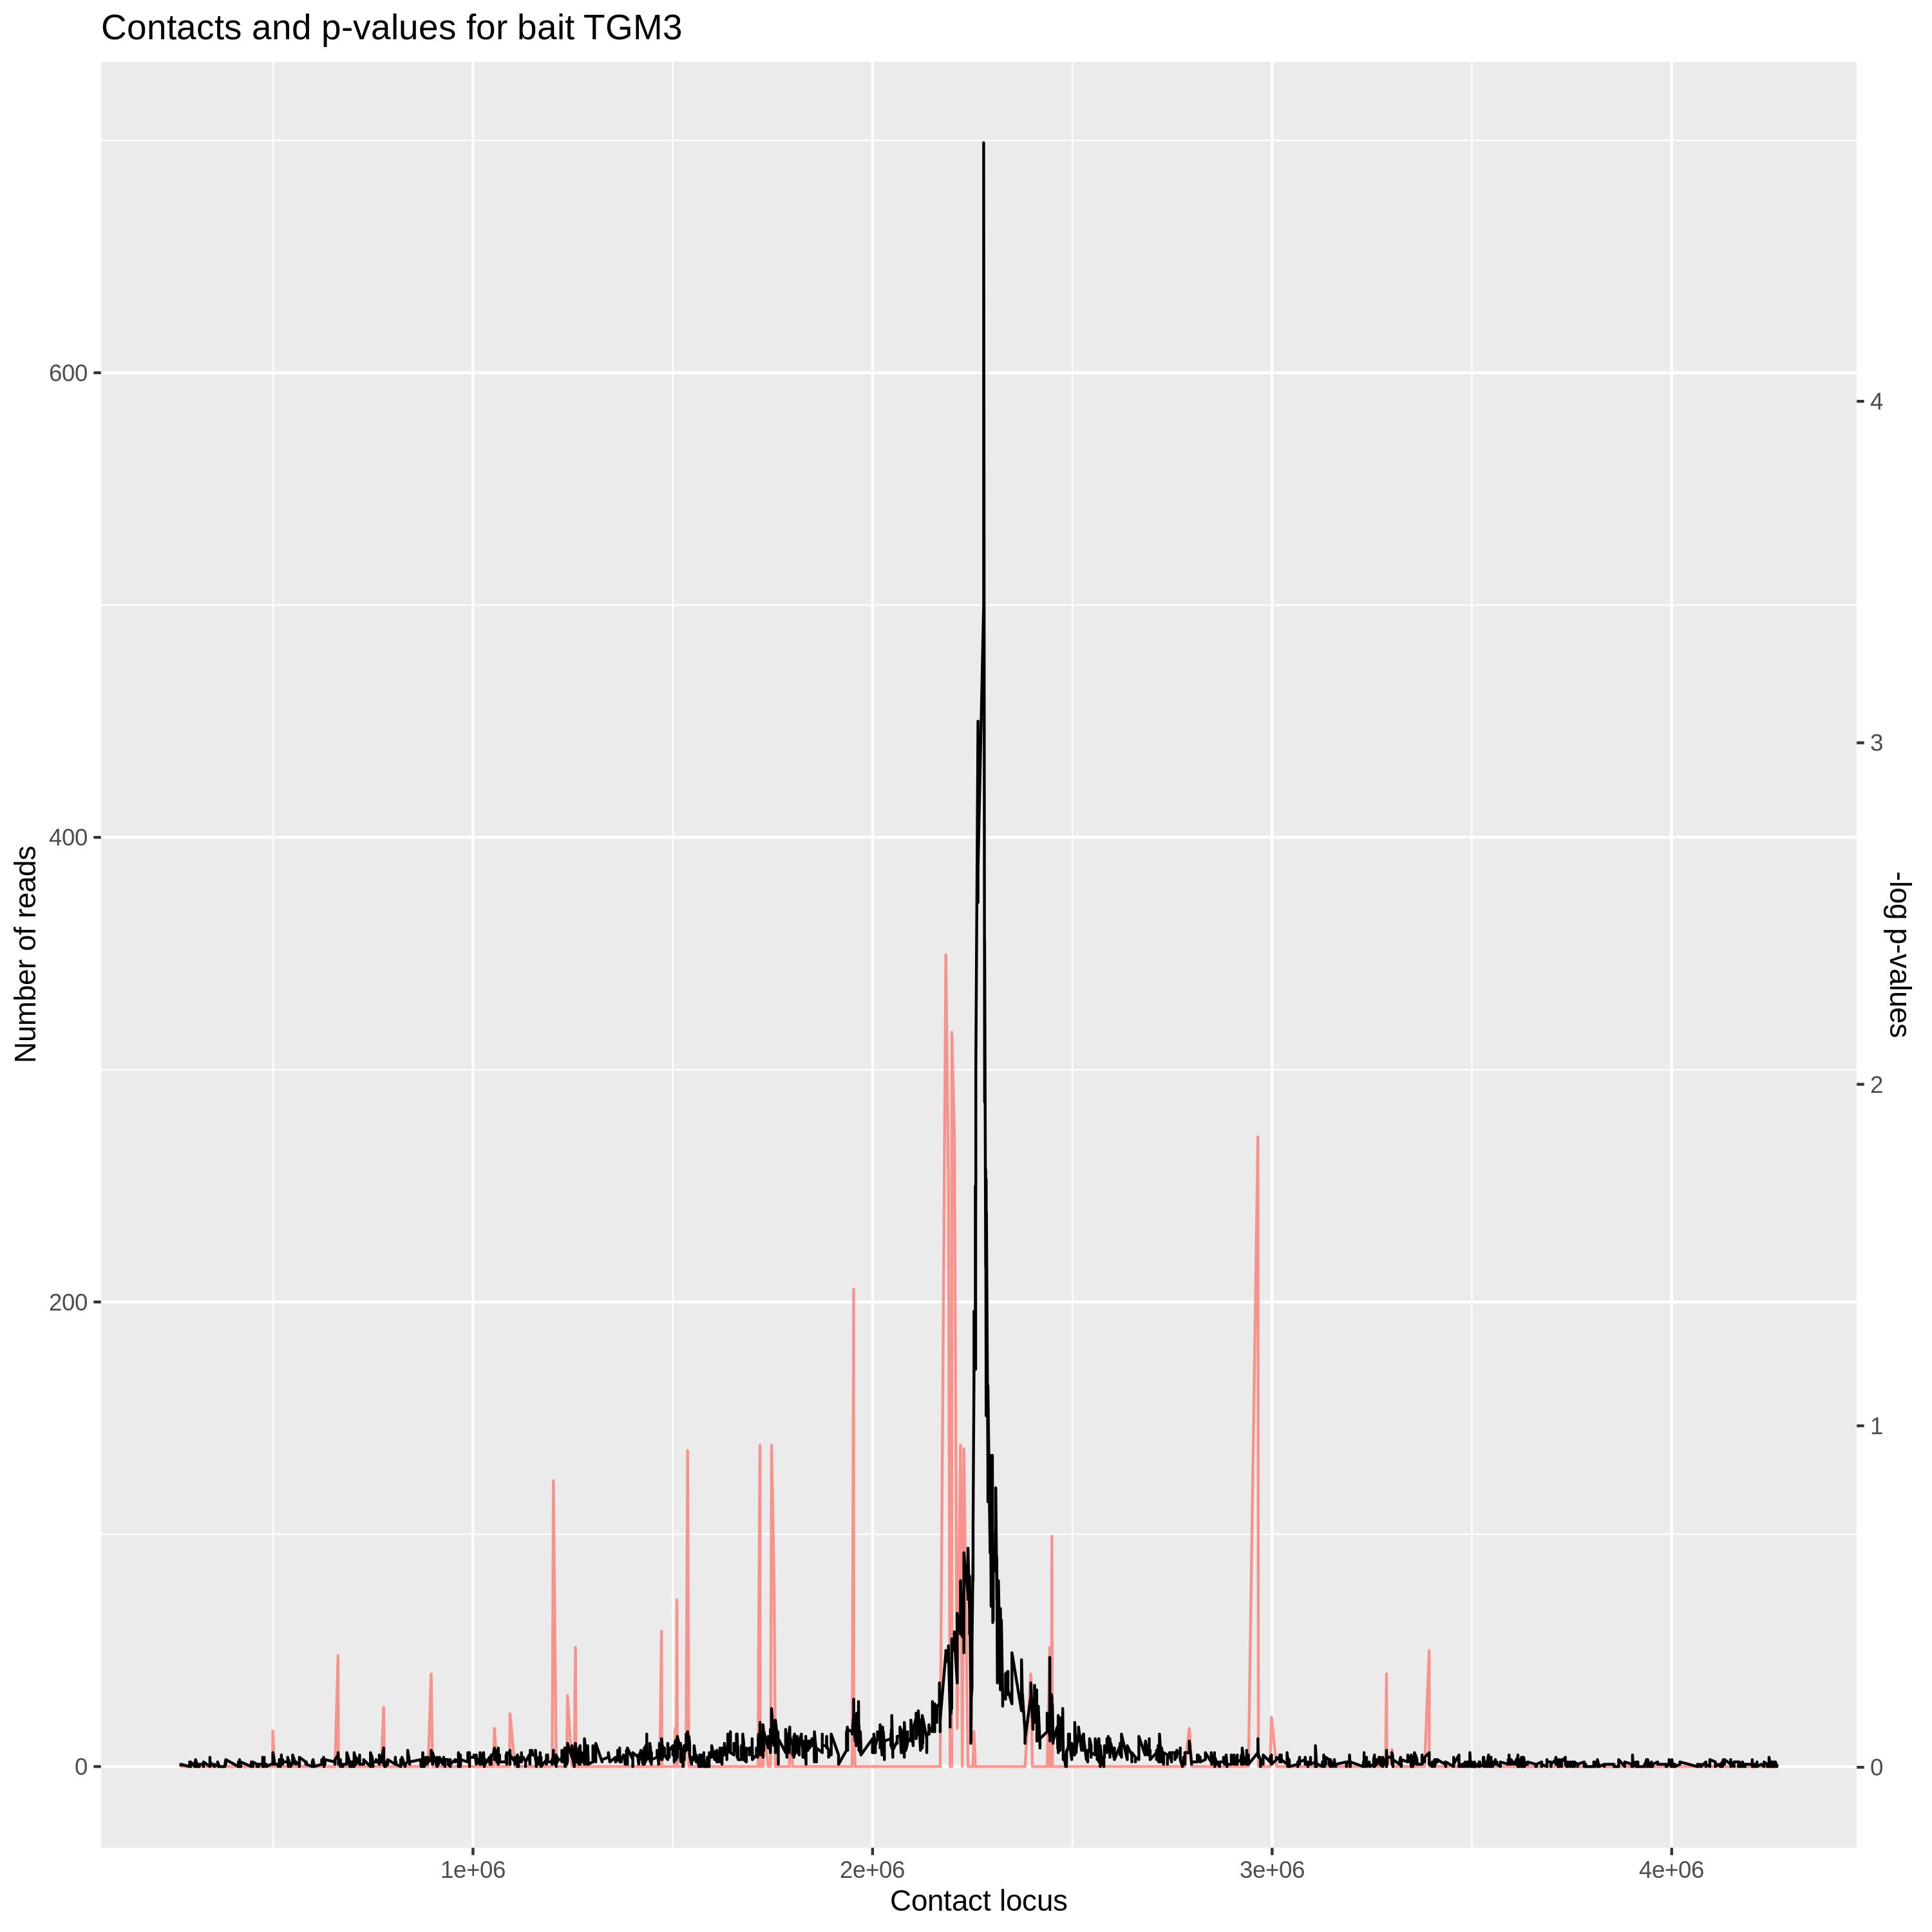 Contacts and p-values for bait TGM3
600
400
200
0
4
3
2
1
0
Number of reads
-log p-values
1e+06
2e+06
3e+06
4e+06
Contact locus